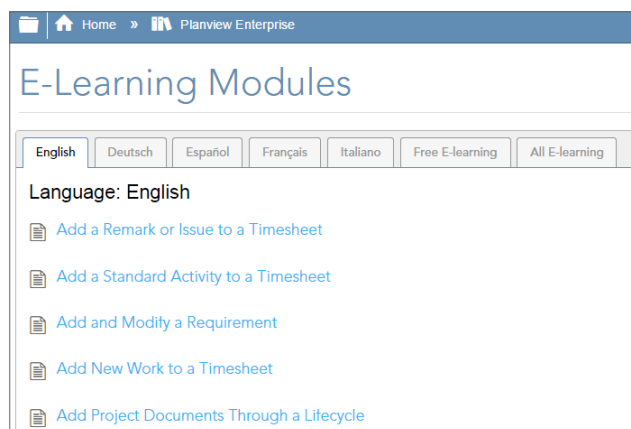 Home » Planview Enterprise
E-Learning Modules
English Deutsch Español Français Italiano Free E-learning All E-learning
Language: English
Add a Remark or Issue to a Timesheet
Add a Standard Activity to a Timesheet
Add and Modify a Requirement
Add New Work to a Timesheet
Add Project Documents Through a Lifecycle